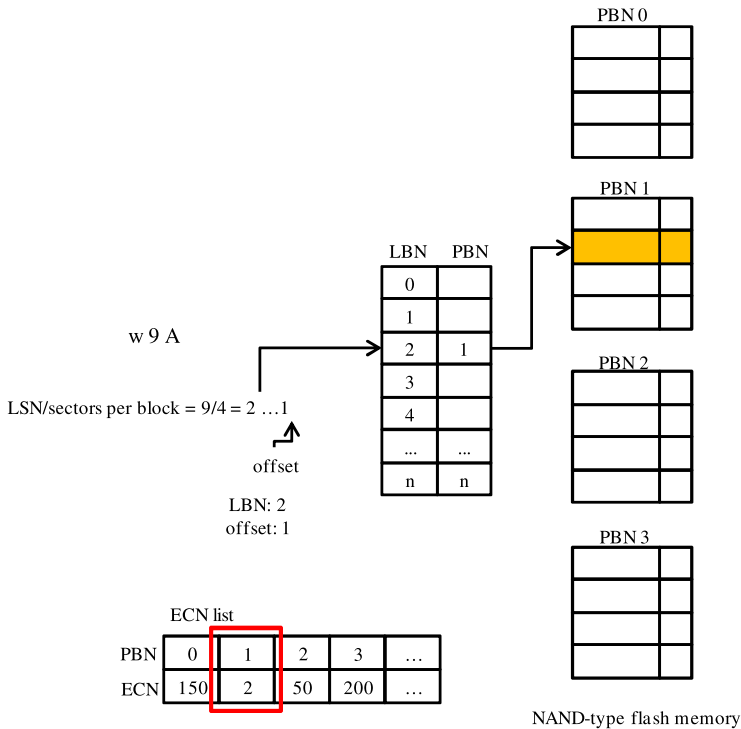 PBN 0
PBN 1
LBN PBN
0
1
w 9 A
2 1
PBN 2
3
LSN/sectors per block = 9/4 = 2 …1
4
... ...
offset
n n
LBN: 2
offset: 1
PBN 3
ECN list
PBN 0 1 2 3 …
ECN 150 2 50 200 …
NAND-type flash memory